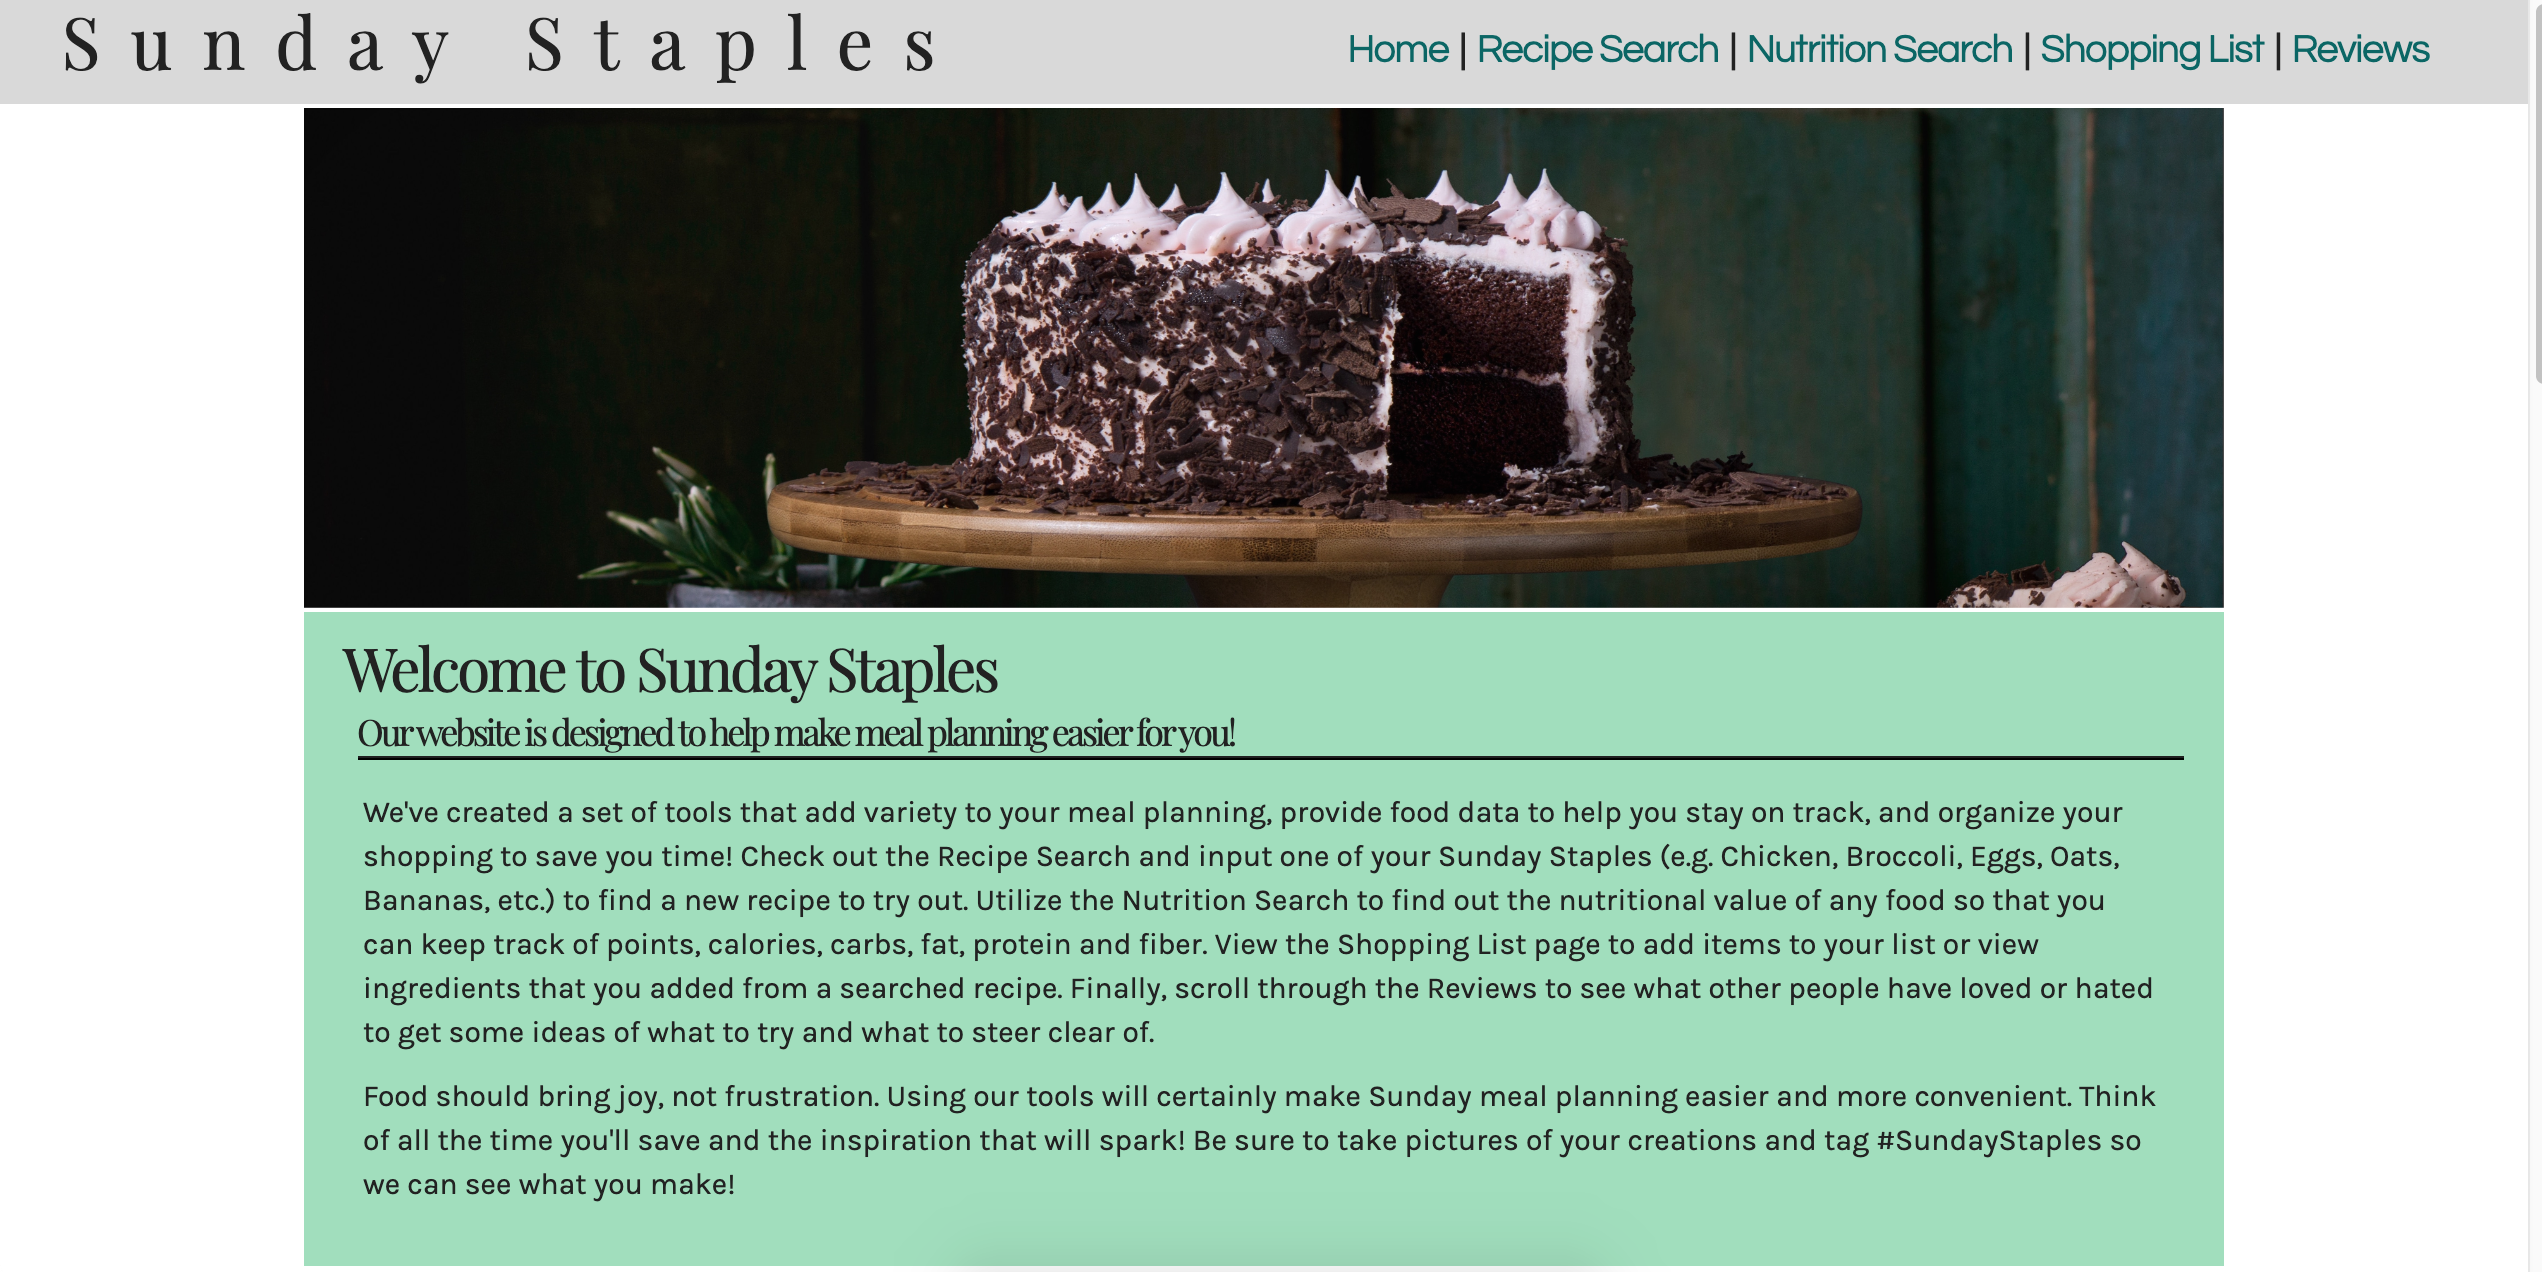 Sunday Staples
Home | Recipe Search | Nutrition Search | Shopping List | Reviews
Welcome to Sunday Staples
Our website is designed to help make meal planning easier for you!
We've created a set of tools that add variety to your meal planning, provide food data to help you stay on track, and organize your
shopping to save you time! Check out the Recipe Search and input one of your Sunday Staples (e.g. Chicken, Broccoli, Eggs, Oats,
Bananas, etc.) to find a new recipe to try out. Utilize the Nutrition Search to find out the nutritional value of any food so that you
can keep track of points, calories, carbs, fat, protein and fiber. View the Shopping List page to add items to your list or view
ingredients that you added from a searched recipe. Finally, scroll through the Reviews to see what other people have loved or hated
to get some ideas of what to try and what to steer clear of.
Food should bring joy, not frustration. Using our tools will certainly make Sunday meal planning easier and more convenient. Think
of all the time you'll save and the inspiration that will spark! Be sure to take pictures of your creations and tag #SundayStaples so
we can see what you make!